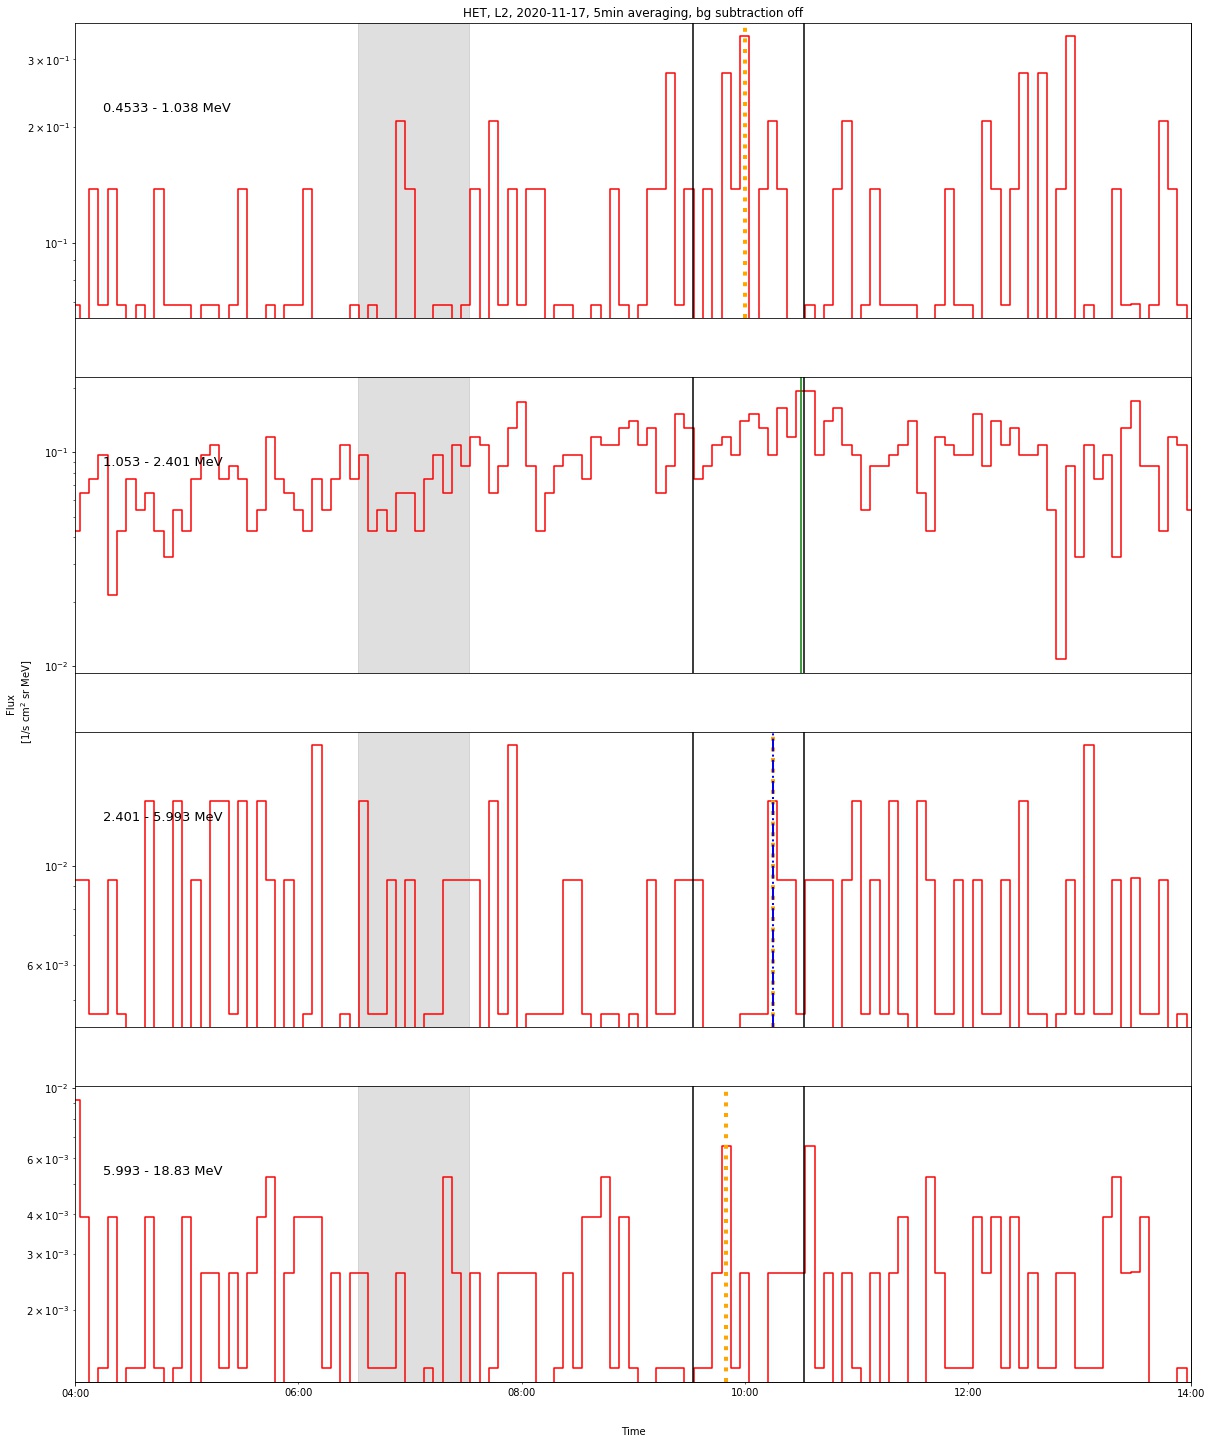 HET, L2, 2020-11-17, 5min averaging, bg subtraction off
3 × 10⁻¹
0.4533 - 1.038 MeV
2 × 10⁻¹
10⁻¹
10⁻¹
1.053 - 2.401 MeV
10⁻²
Flux
[1/s cm² sr MeV]
2.401 - 5.993 MeV
10⁻²
6 × 10⁻³
10⁻²
6 × 10⁻³
5.993 - 18.83 MeV
4 × 10⁻³
3 × 10⁻³
2 × 10⁻³
04:00 06:00 08:00 10:00 12:00 14:00
Time